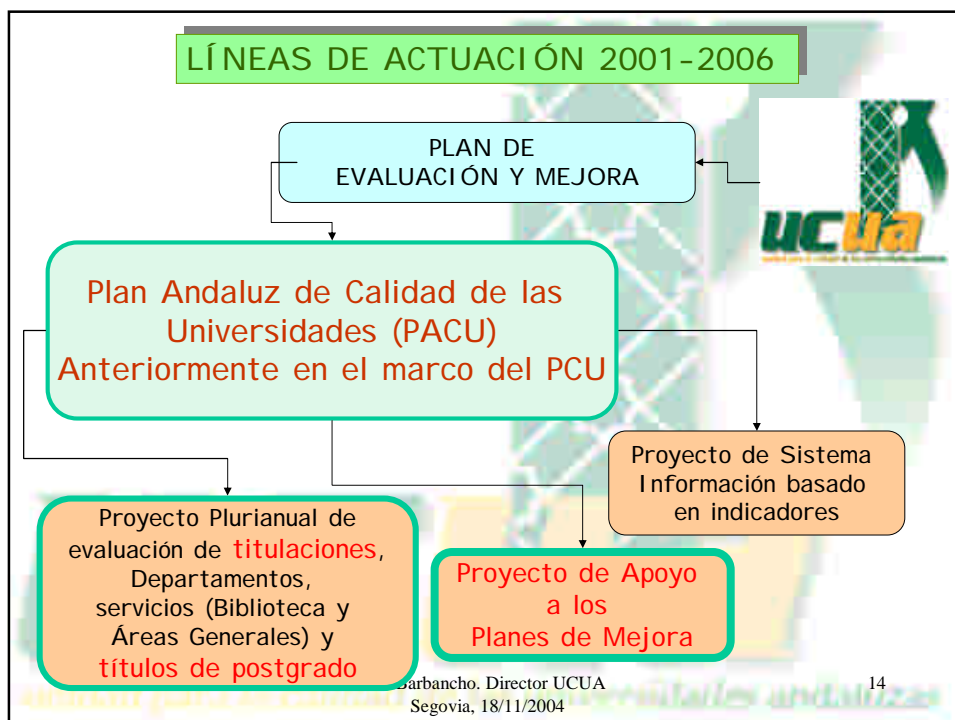 LÍNEAS DE ACTUACIÓN 2001-2006
PLAN DE
EVALUACIÓN Y MEJORA
ucua
Plan Andaluz de Calidad de las
Universidades (PACU)
Anteriormente en el marco del PCU
Proyecto de Sistema
Información basado
en indicadores
Proyecto Plurianual de
evaluación de titulaciones,
Departamentos,
servicios (Biblioteca y
Áreas Generales) y
títulos de postgrado
Proyecto de Apoyo
a los
Planes de Mejora
Barbancho. Director UCUA
Segovia, 18/11/2004
14
universidades andaluzas